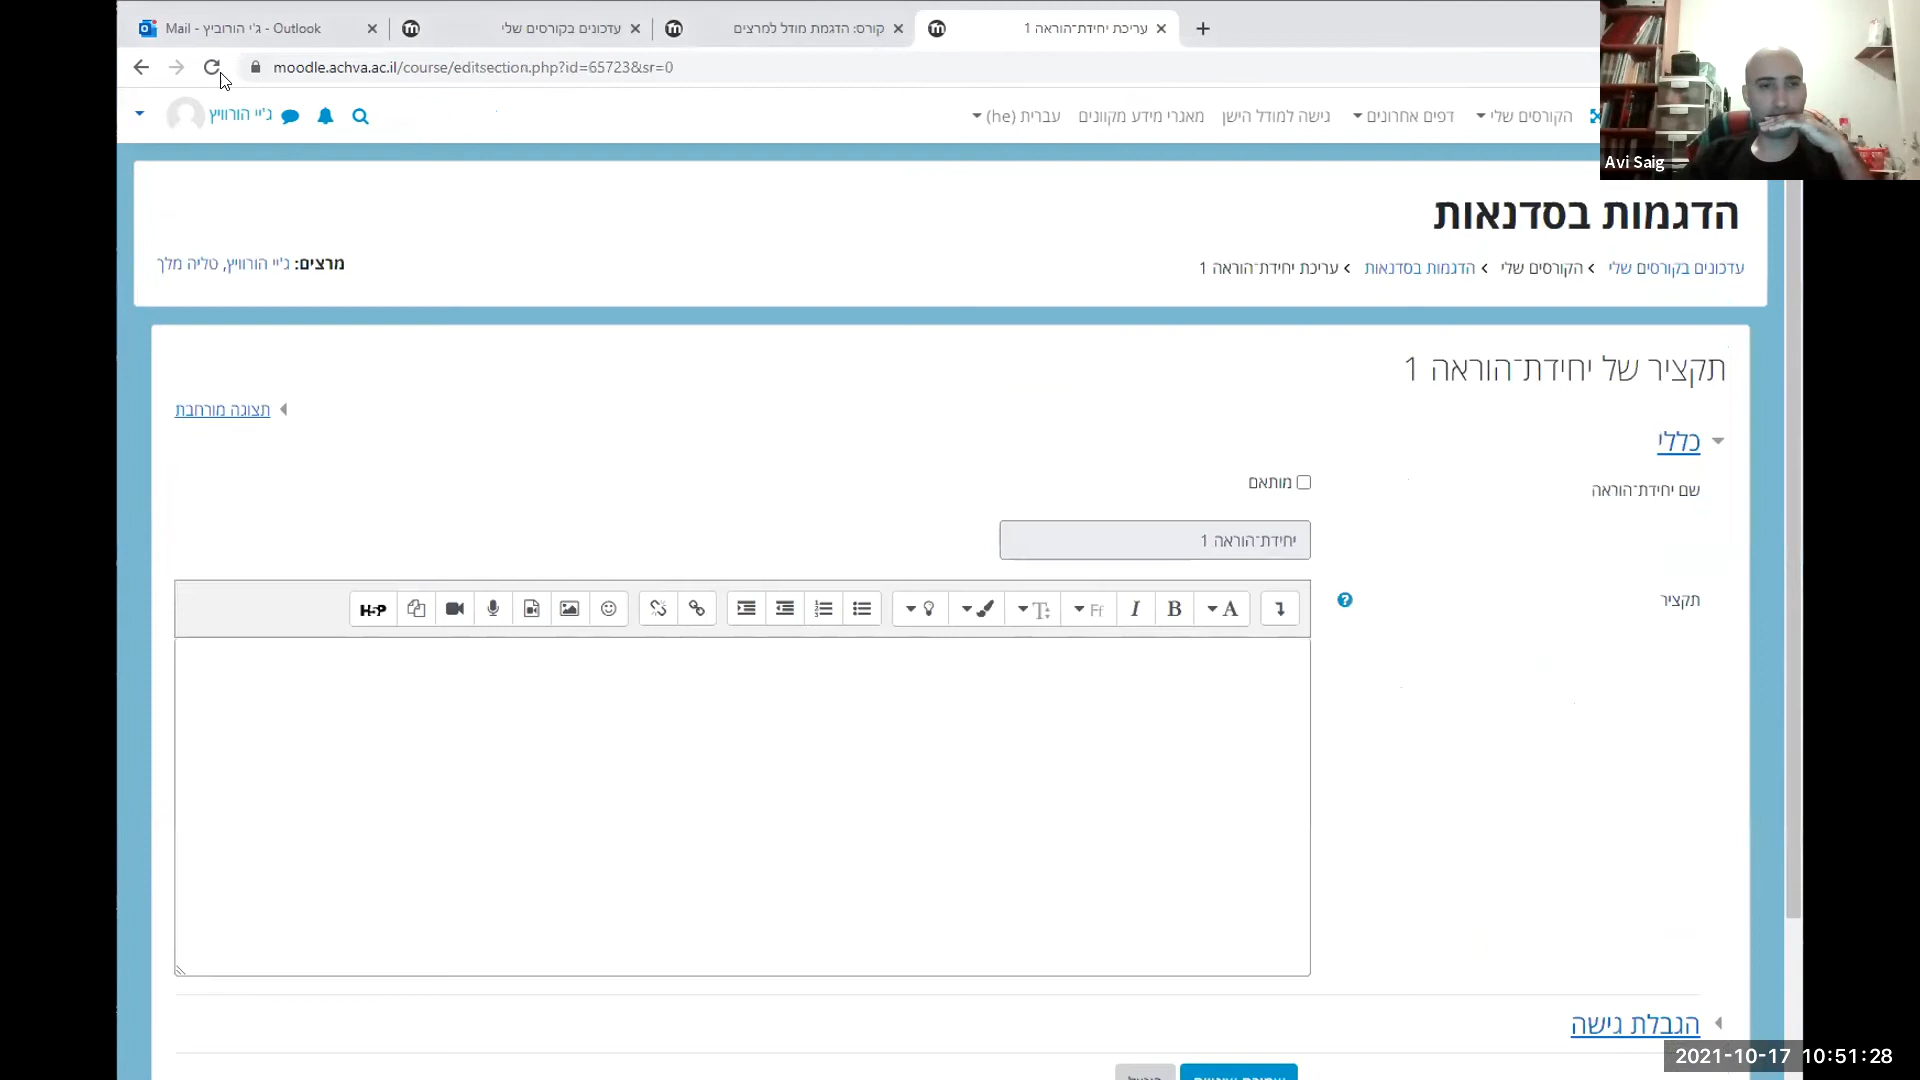 Mail - ג'י הורוביץ - Outlook
עדכונים בקורסים שלי
קורס: הדגמת מודל למרצים
עריכת יחידת־הוראה 1
moodle.achva.ac.il/course/editsection.php?id=65723&sr=0
הקורסים שלי
דפים אחרונים
גישה למודל הישן
מאגרי מידע מקוונים
עברית ‎(he)‎
ג'יי הורוויץ
Avi Saig
הדגמות בסדנאות
עדכונים בקורסים שלי
הקורסים שלי
הדגמות בסדנאות
עריכת יחידת־הוראה 1
מרצים: ג'יי הורוויץ, טליה מלך
תקציר של יחידת־הוראה 1
תצוגה מורחבת
כללי
שם יחידת־הוראה
מותאם
יחידת־הוראה 1
תקציר
A
B
I
Ff
H5P
הגבלת גישה
2021-10-17 10:51:28